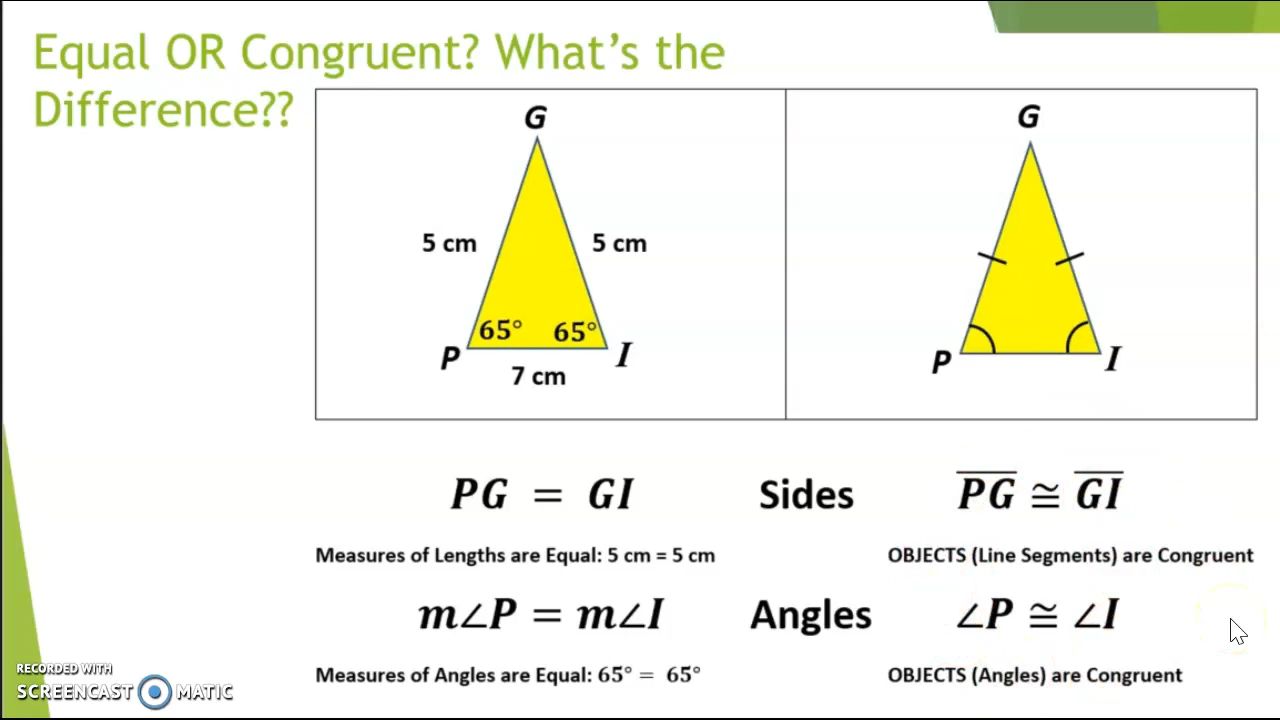 Equal OR Congruent? What's the
Difference??
G
5 cm
5 cm
65°
65°
P
I
7 cm
G
P
I
PG = GI
Sides
P̅G̅ ≅ G̅I̅
Measures of Lengths are Equal: 5 cm = 5 cm
OBJECTS (Line Segments) are Congruent
m∠P = m∠I
Angles
∠P ≅ ∠I
Measures of Angles are Equal: 65° = 65°
OBJECTS (Angles) are Congruent
RECORDED WITH
SCREENCAST MATIC